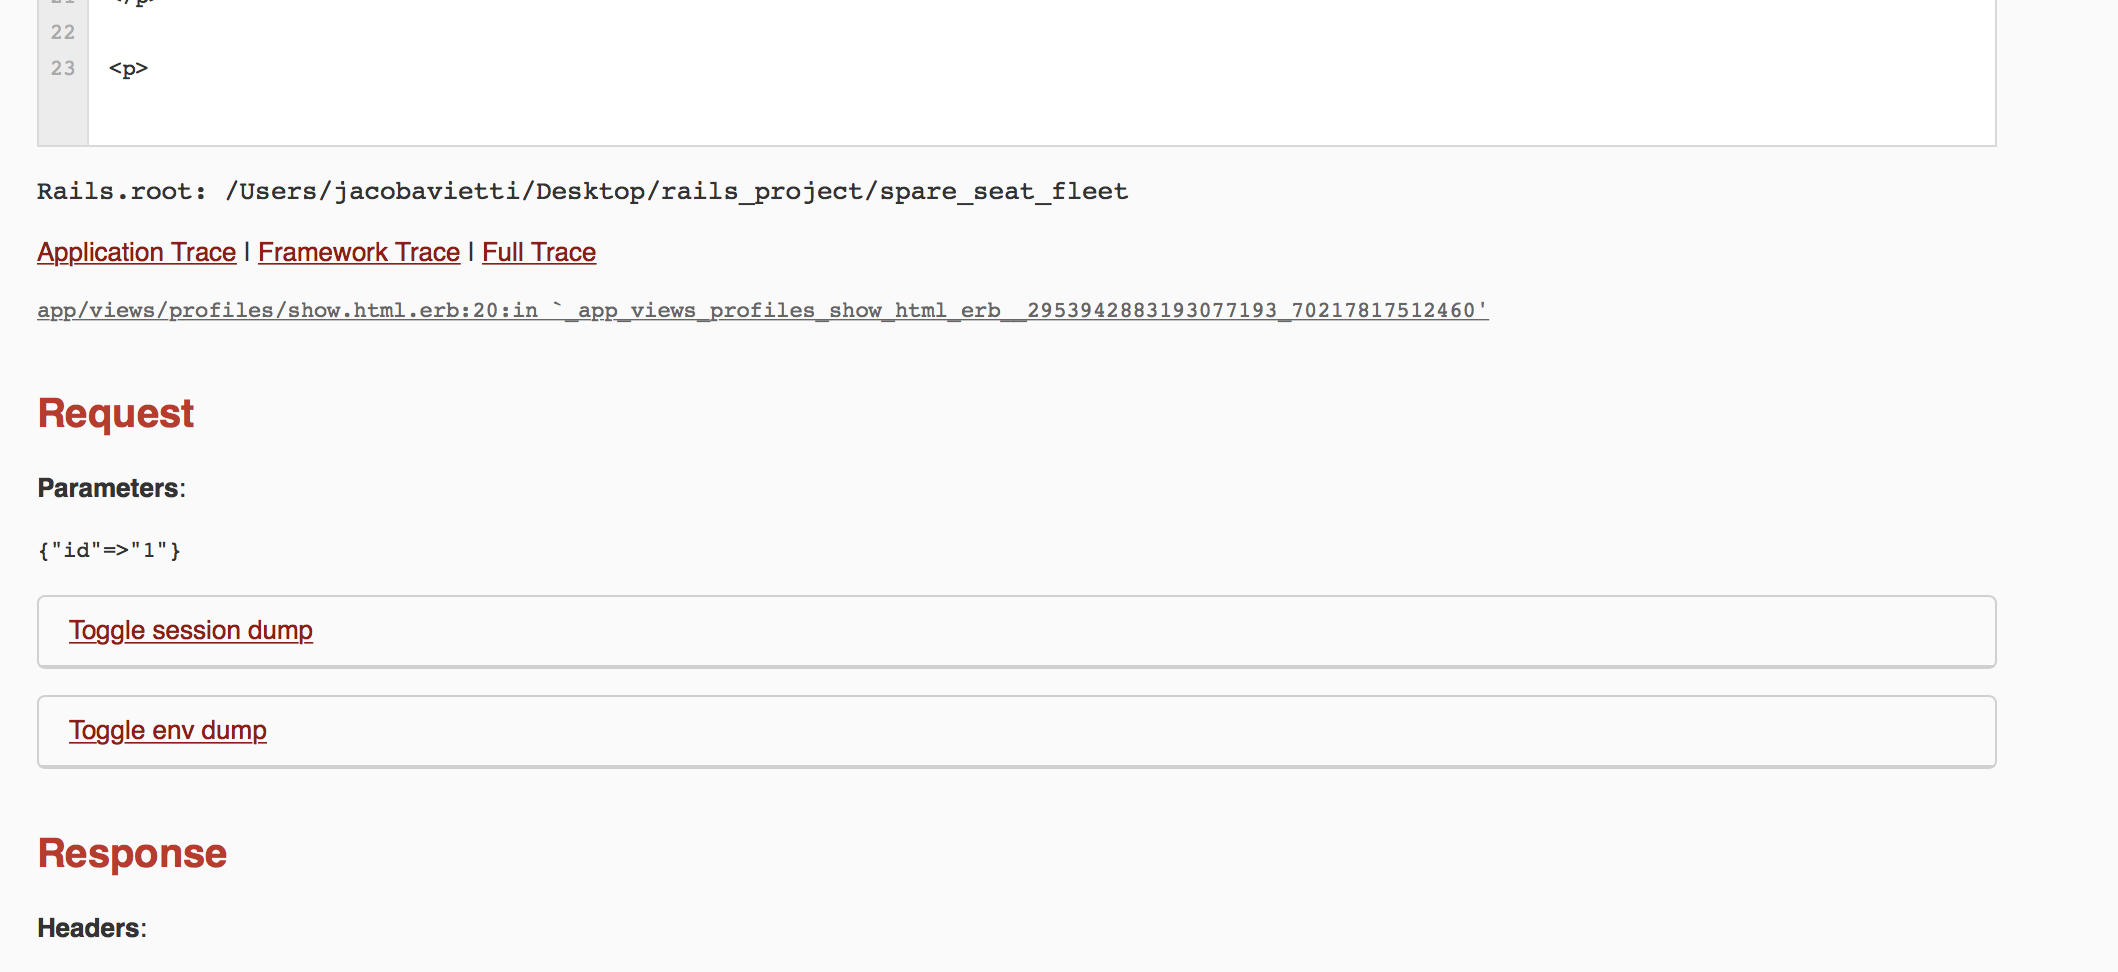 21 </p>
22
23 <p>
Rails.root: /Users/jacobavietti/Desktop/rails_project/spare_seat_fleet
Application Trace | Framework Trace | Full Trace
app/views/profiles/show.html.erb:20:in `_app_views_profiles_show_html_erb__2953942883193077193_70217817512460'
Request
Parameters:
{"id"=>"1"}
Toggle session dump
Toggle env dump
Response
Headers: